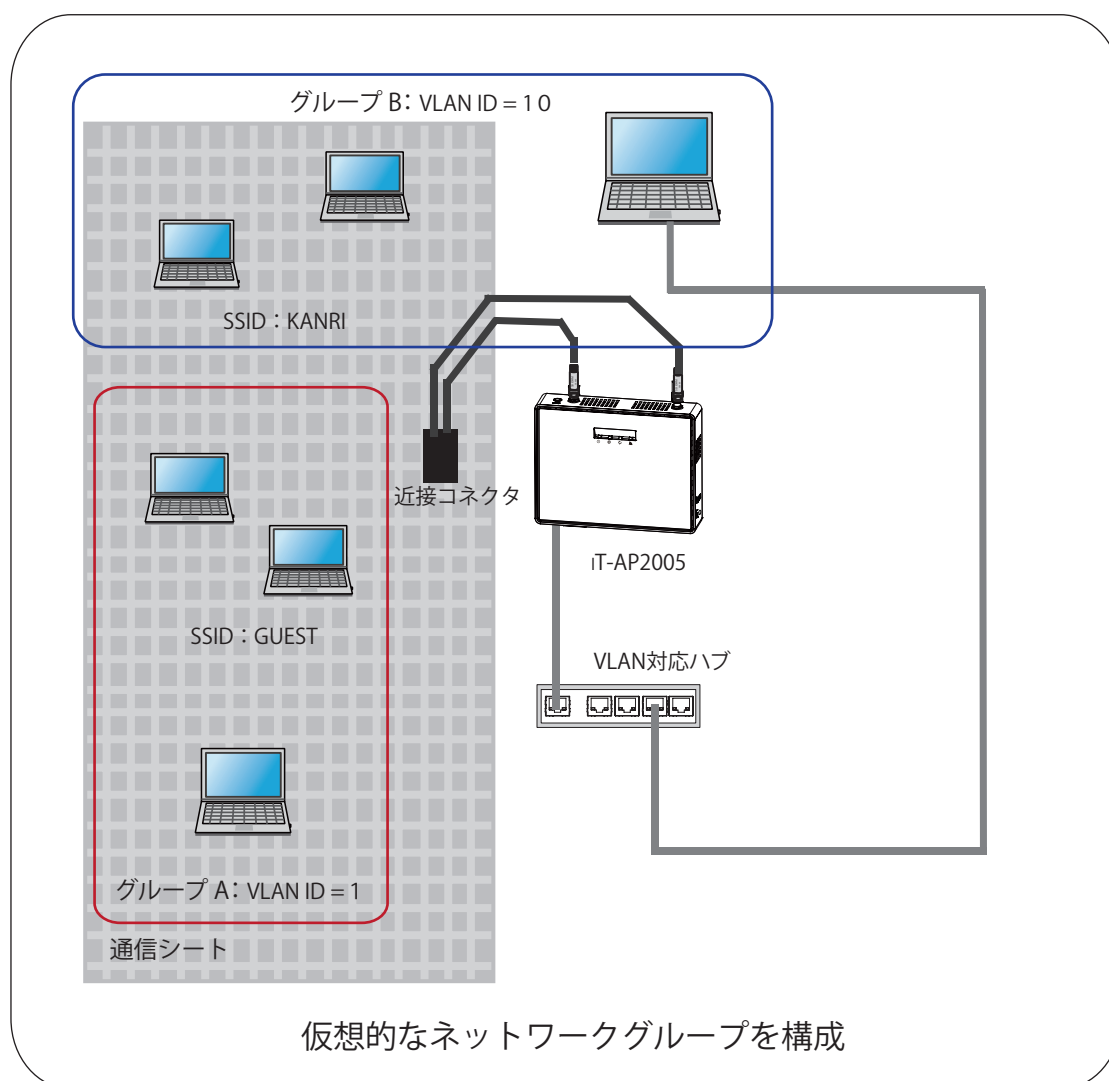 グループ B: VLAN ID = 1 0
SSID：KANRI
近接コネクタ
iT-AP2005
SSID：GUEST
VLAN対応ハブ
グループ A: VLAN ID = 1
通信シート
仮想的なネットワークグループを構成